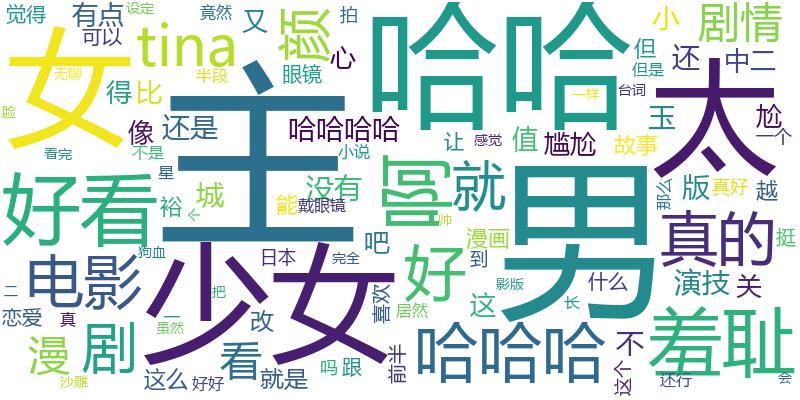 觉得
有点
设定
竟然
又
拍
哈哈
小
剧情
可以
tina
颜
心
但
还
中二
无聊
女
半段
眼镜
但是
主
得
比
太
脸
像
还是
哈哈哈哈
台词
一样
尬
玉
一个
让
值
尴尬
故事
看完
不是
小说
感觉
好看
星
没有
啊
就
男
那么
版
真好
越
裕
城
能
戴眼镜
真的
挺
狗血
少女
吧
漫画
电影
日本
完全
好
到
什么
演技
关
二
把
喜欢
影版
长
恋爱
真
剧
一
改
居然
这
羞耻
虽然
哈哈哈
不
漫
看
吗
跟
前半
这个
沙雕
这么
好好
就是
还行
会
帅